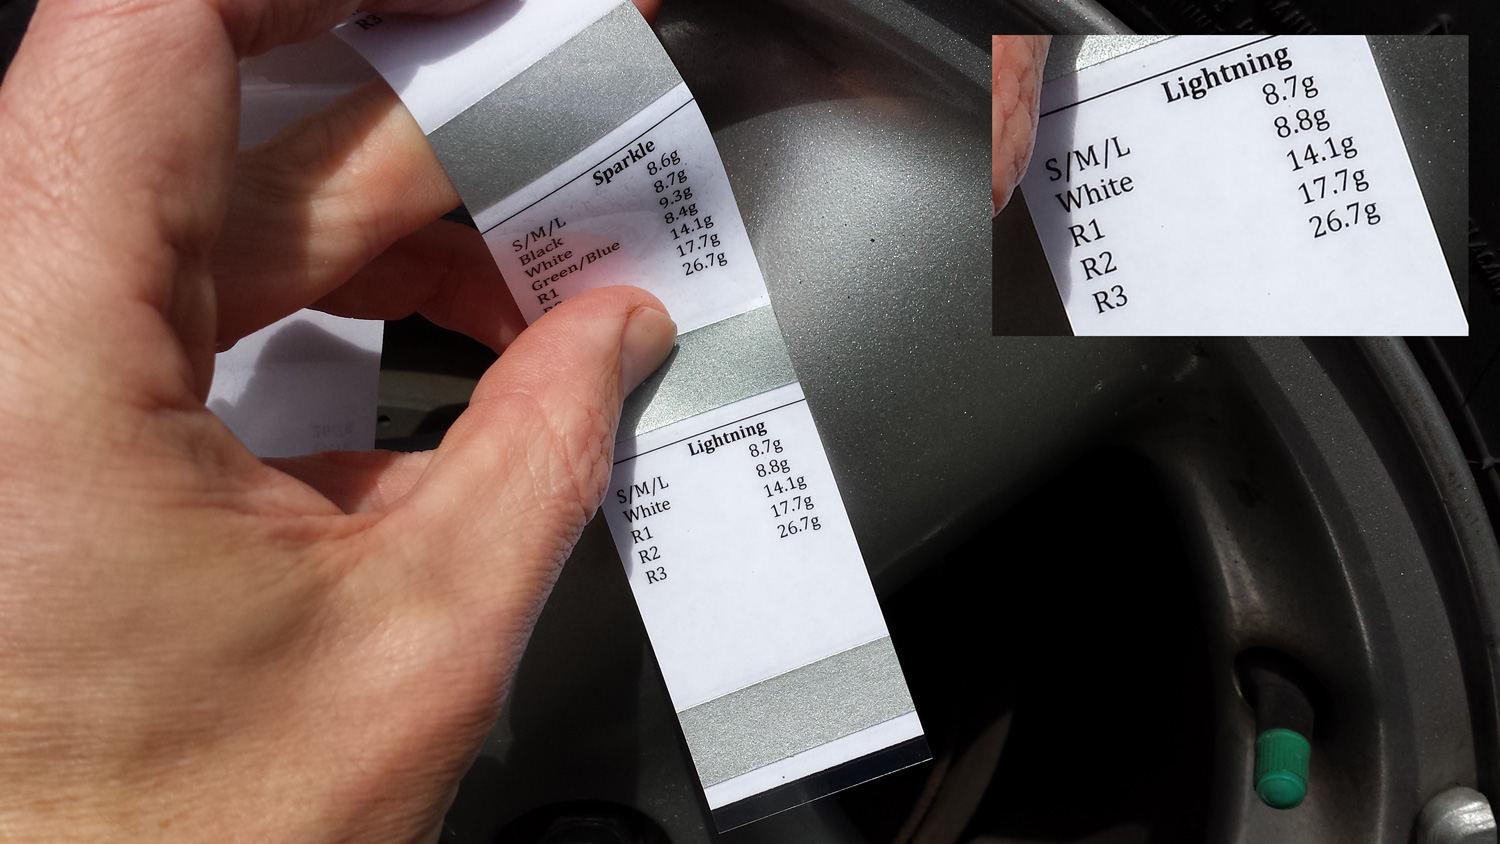 R3
Sparkle
S/M/L 8.6g
Black 8.7g
White 9.3g
Green/Blue 8.4g
R1 14.1g
17.7g
26.7g
Lightning
S/M/L 8.7g
White 8.8g
R1 14.1g
R2 17.7g
R3 26.7g
Lightning
S/M/L 8.7g
White 8.8g
R1 14.1g
R2 17.7g
R3 26.7g